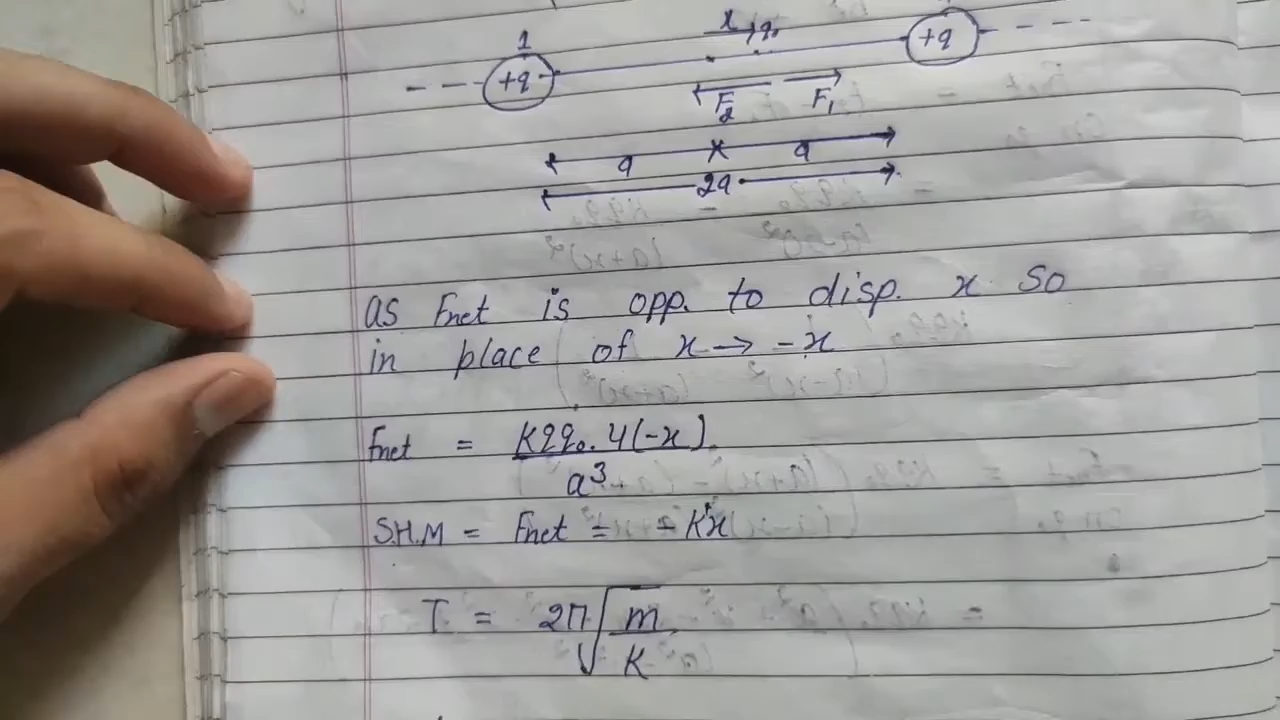 1
x, q₀
+q
+q
F₂
F₁
a
a
2a
as Fnet is opp. to disp. x so
in place of x → -x
Fnet = Kqq₀.4(-x)
a³
S.H.M = Fnet = -K'x
T = 2π√m
K